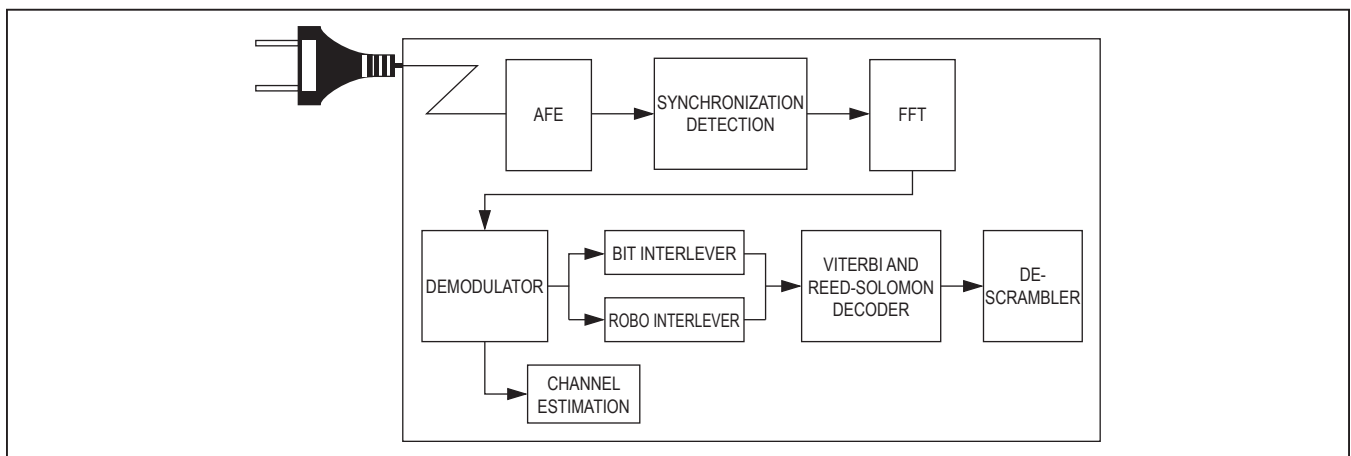 AFE
SYNCHRONIZATION
DETECTION
FFT
DEMODULATOR
BIT INTERLEVER
ROBO INTERLEVER
VITERBI AND
REED-SOLOMON
DECODER
DE-
SCRAMBLER
CHANNEL
ESTIMATION